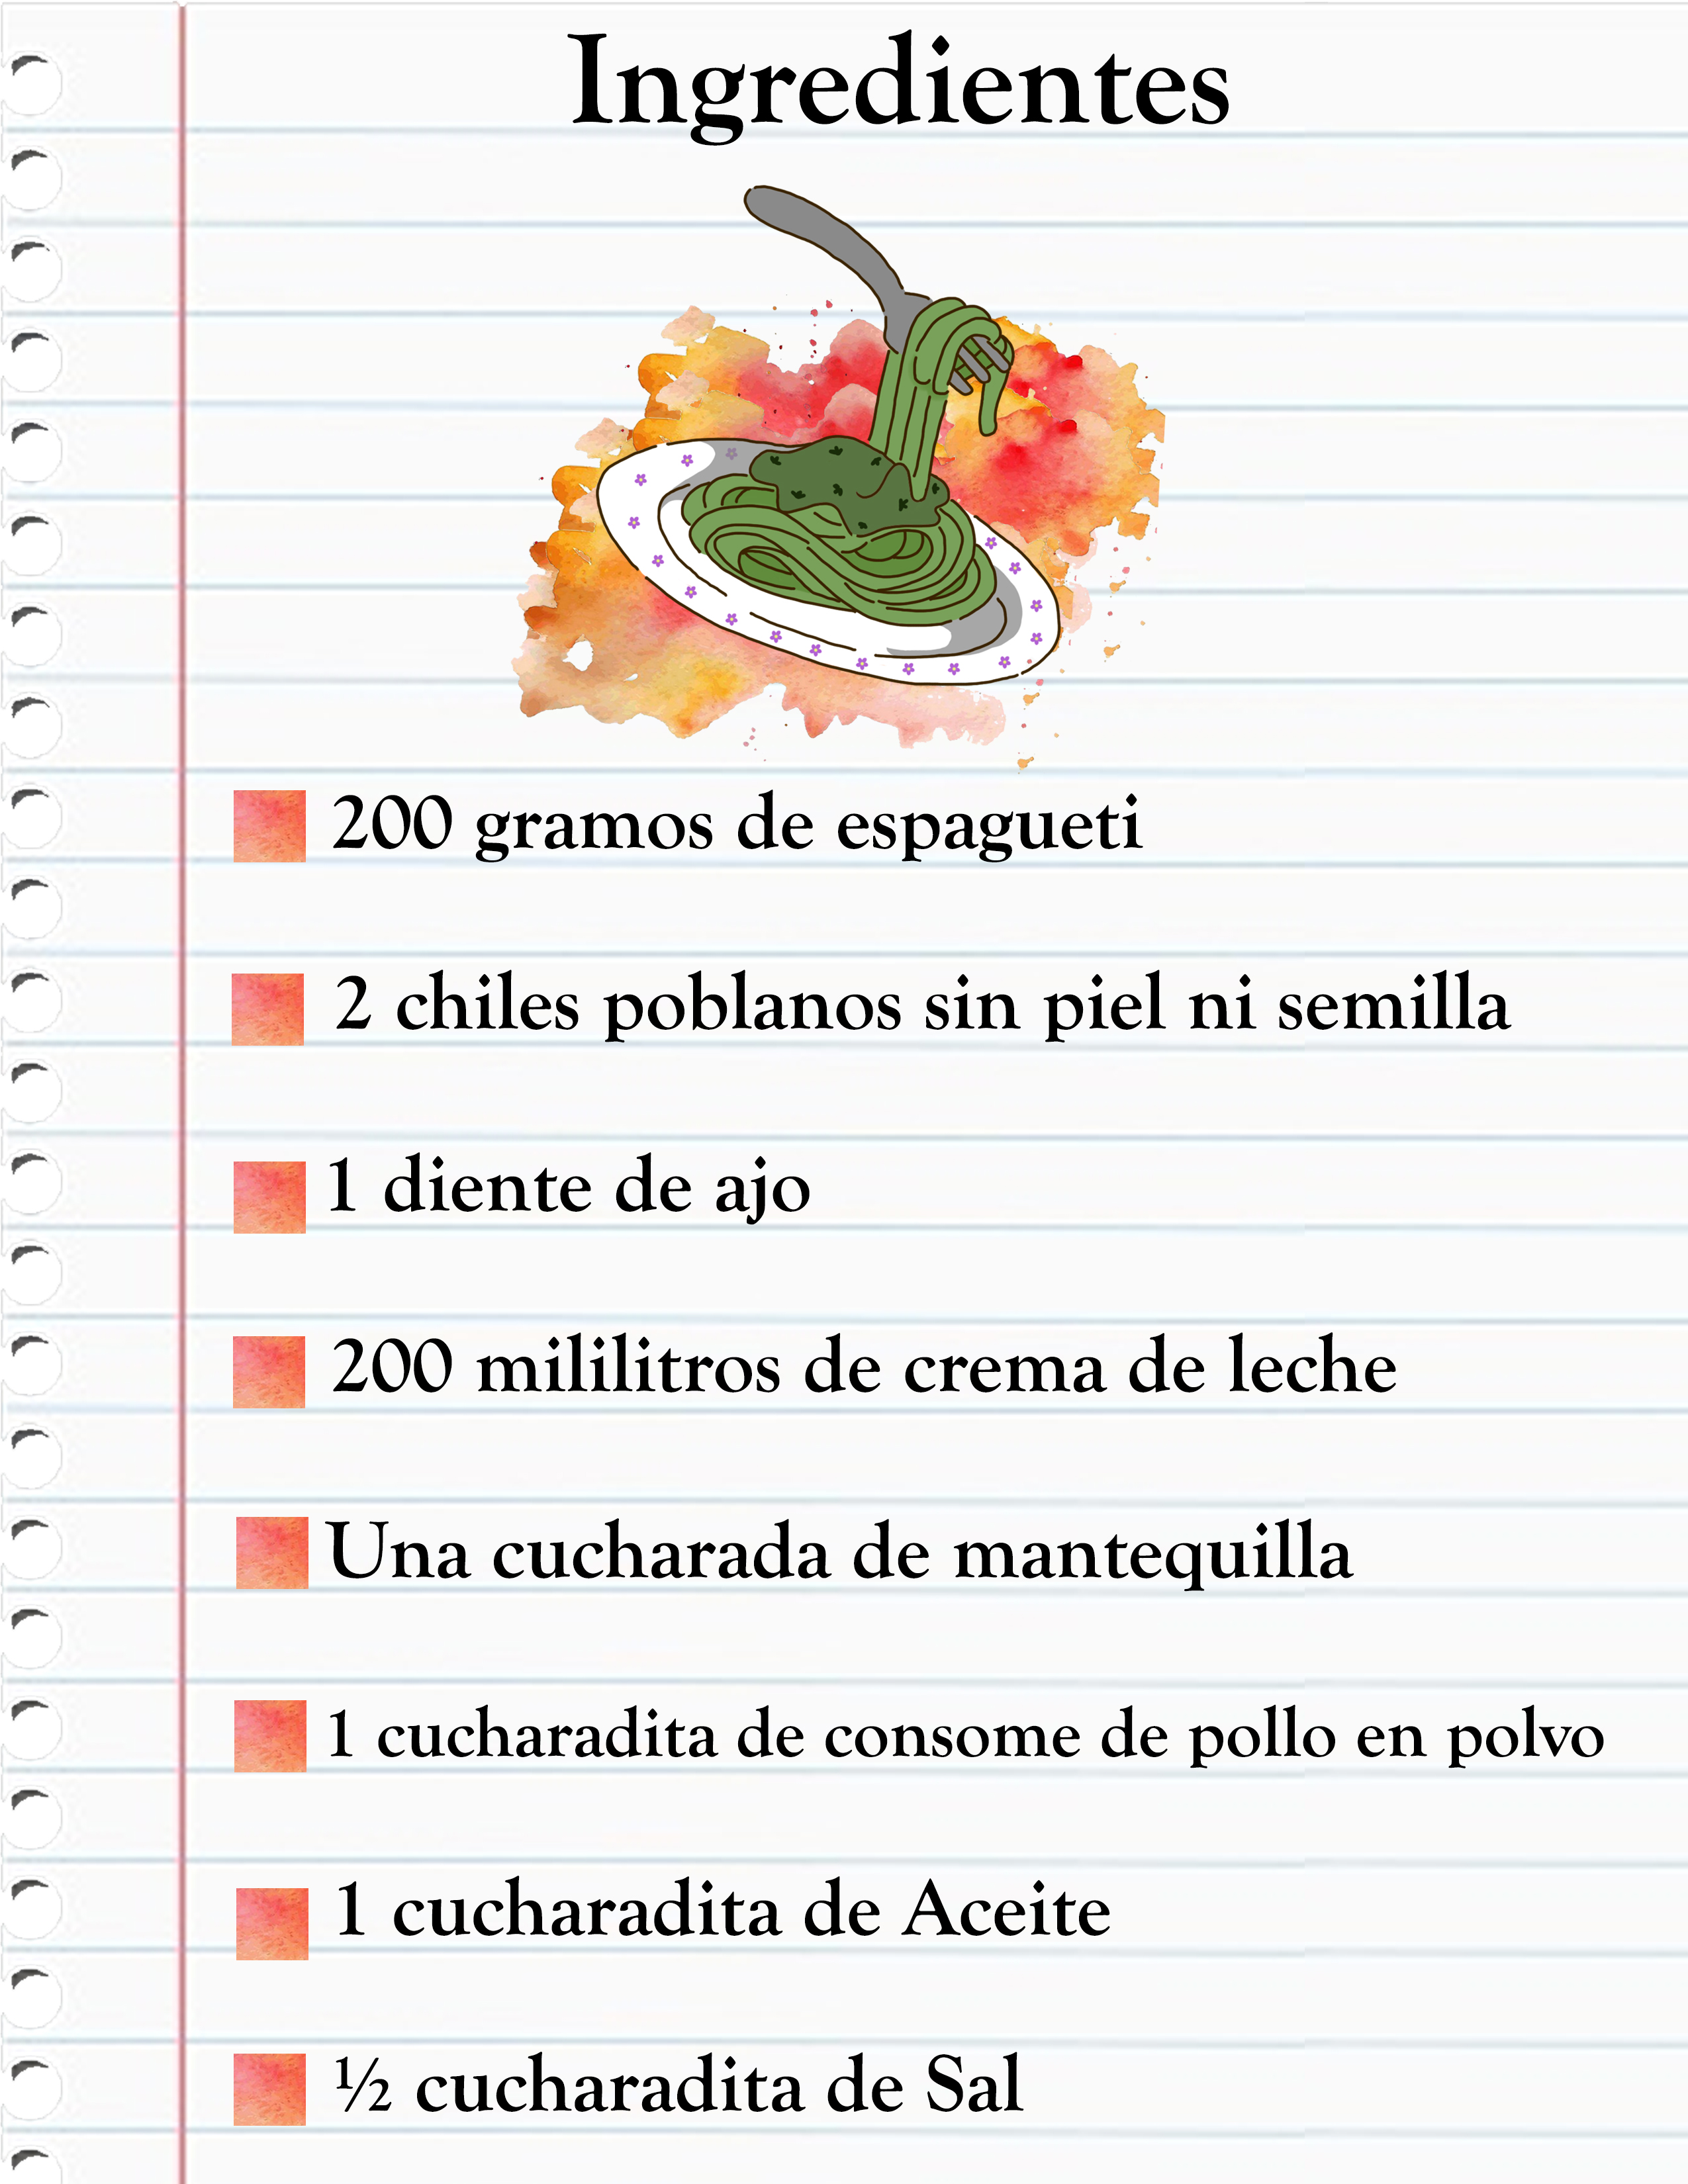 Ingredientes
200 gramos de espagueti
2 chiles poblanos sin piel ni semilla
1 diente de ajo
200 mililitros de crema de leche
Una cucharada de mantequilla
1 cucharadita de consome de pollo en polvo
1 cucharadita de Aceite
½ cucharadita de Sal